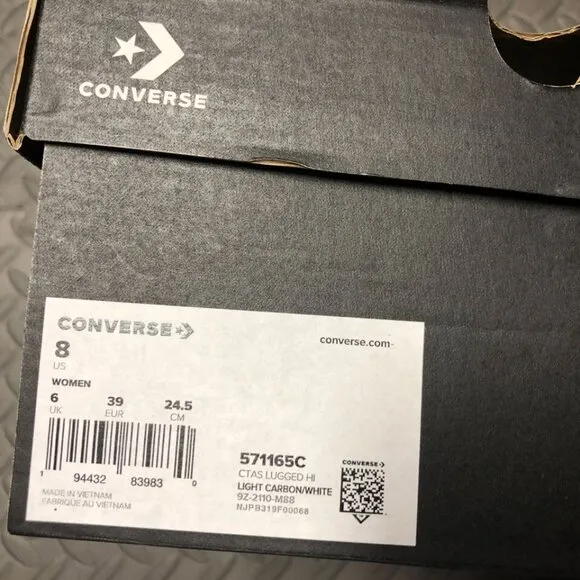 CONVERSE
CONVERSE
converse.com
8
US
WOMEN
6 39 24.5
UK EUR CM
1 94432 83983 0
MADE IN VIETNAM
FABRIQUE AU VIETNAM
571165C
CTAS LUGGED HI
LIGHT CARBON/WHITE
9Z-2110-M88
NJPB319F00068
CONVERSE